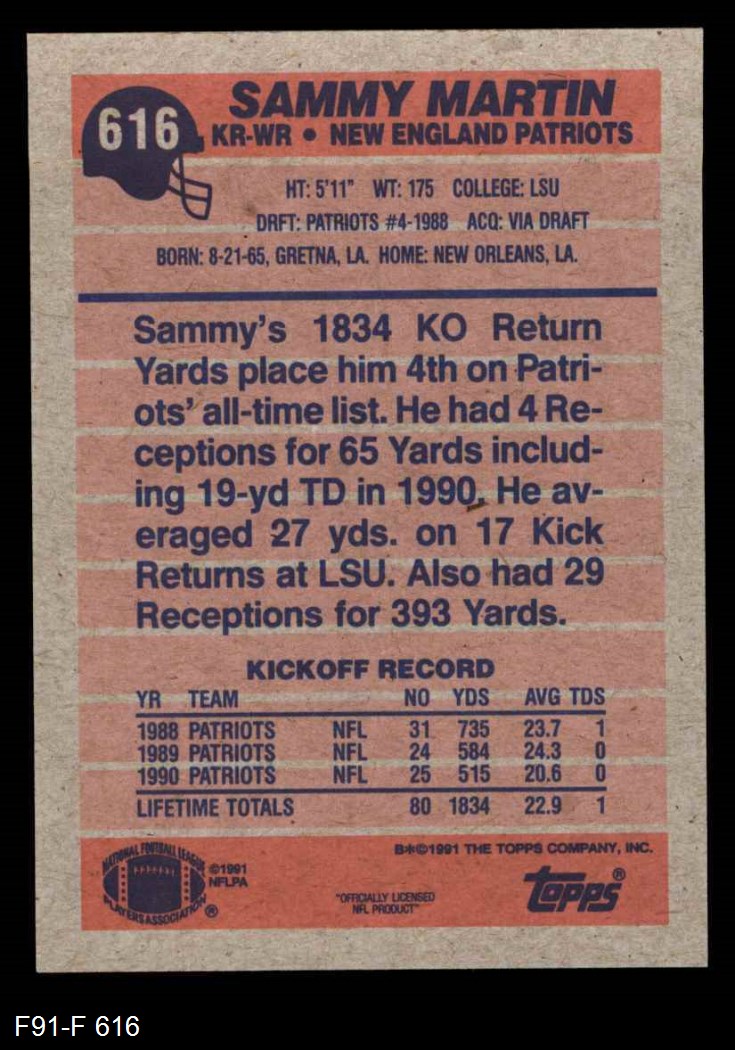 616
SAMMY MARTIN
KR-WR • NEW ENGLAND PATRIOTS
HT: 5'11" WT: 175 COLLEGE: LSU
DRFT: PATRIOTS #4-1988 ACQ: VIA DRAFT
BORN: 8-21-65, GRETNA, LA. HOME: NEW ORLEANS, LA.
Sammy's 1834 KO Return
Yards place him 4th on Patri-
ots' all-time list. He had 4 Re-
ceptions for 65 Yards includ-
ing 19-yd TD in 1990. He av-
eraged 27 yds. on 17 Kick
Returns at LSU. Also had 29
Receptions for 393 Yards.
KICKOFF RECORD
YR TEAM NO YDS AVG TDS
1988 PATRIOTS NFL 31 735 23.7 1
1989 PATRIOTS NFL 24 584 24.3 0
1990 PATRIOTS NFL 25 515 20.6 0
LIFETIME TOTALS 80 1834 22.9 1
B*©1991 THE TOPPS COMPANY, INC.
NATIONAL FOOTBALL LEAGUE
PLAYERS ASSOCIATION ®
©1991
NFLPA
"OFFICIALLY LICENSED
NFL PRODUCT"
topps®
F91-F 616